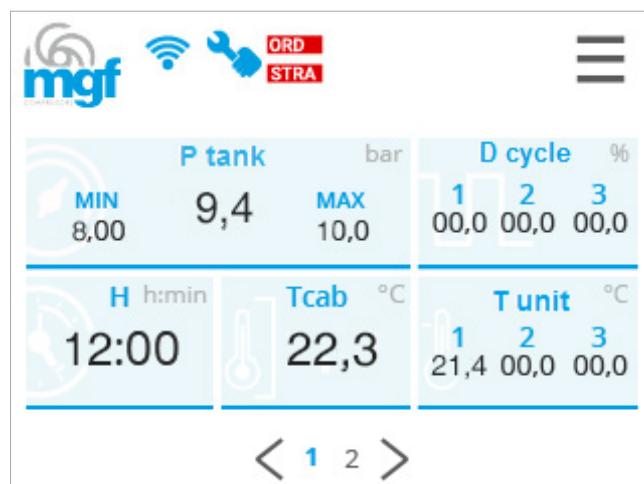 mgf
ORD
STRA
P tank bar
MIN 9,4 MAX
8,00 10,0
D cycle %
1 2 3
00,0 00,0 00,0
H h:min
12:00
Tcab °C
22,3
T unit °C
1 2 3
21,4 00,0 00,0
1 2